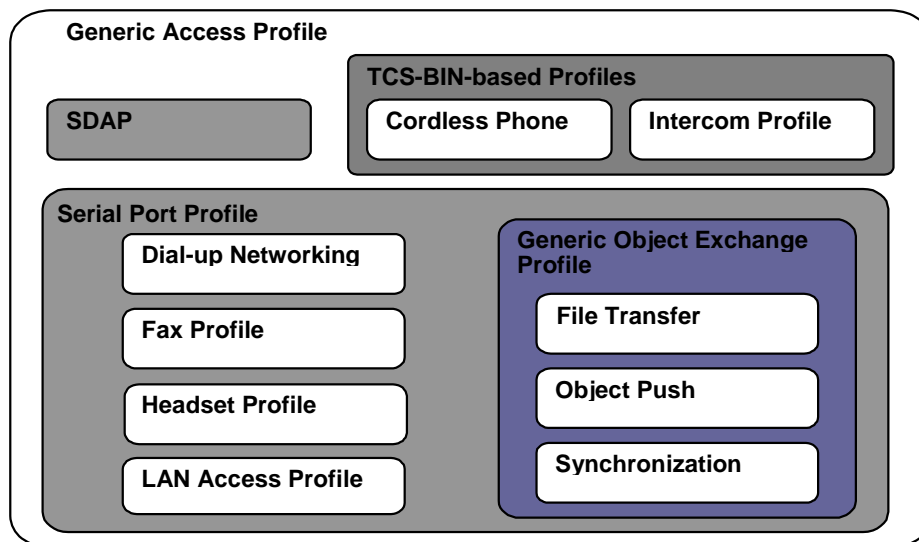 Generic Access Profile
TCS-BIN-based Profiles
SDAP
Cordless Phone
Intercom Profile
Serial Port Profile
Dial-up Networking
Fax Profile
Headset Profile
LAN Access Profile
Generic Object Exchange
Profile
File Transfer
Object Push
Synchronization